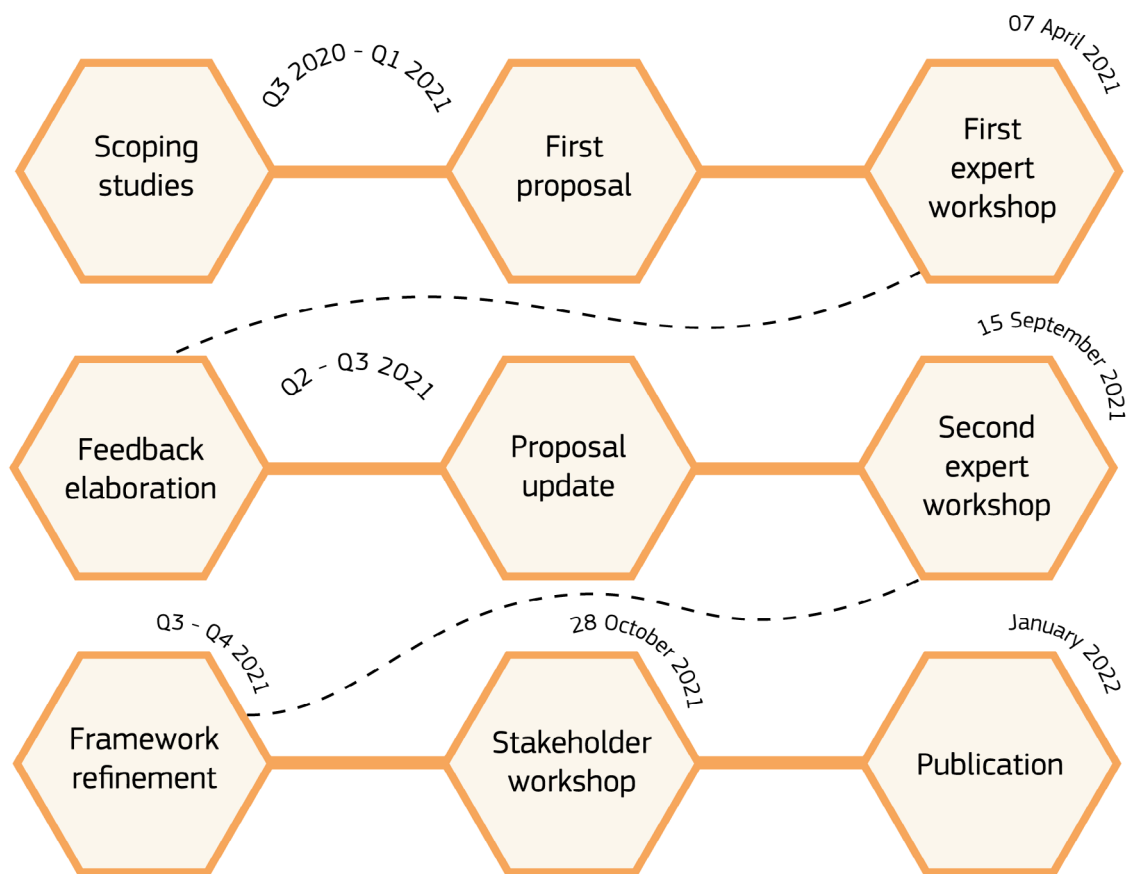 Q3 2020 - Q1 2021
07 April 2021
Scoping
studies
First
proposal
First
expert
workshop
Q2 - Q3 2021
15 September 2021
Feedback
elaboration
Proposal
update
Second
expert
workshop
Q3 - Q4 2021
28 October 2021
January 2022
Framework
refinement
Stakeholder
workshop
Publication